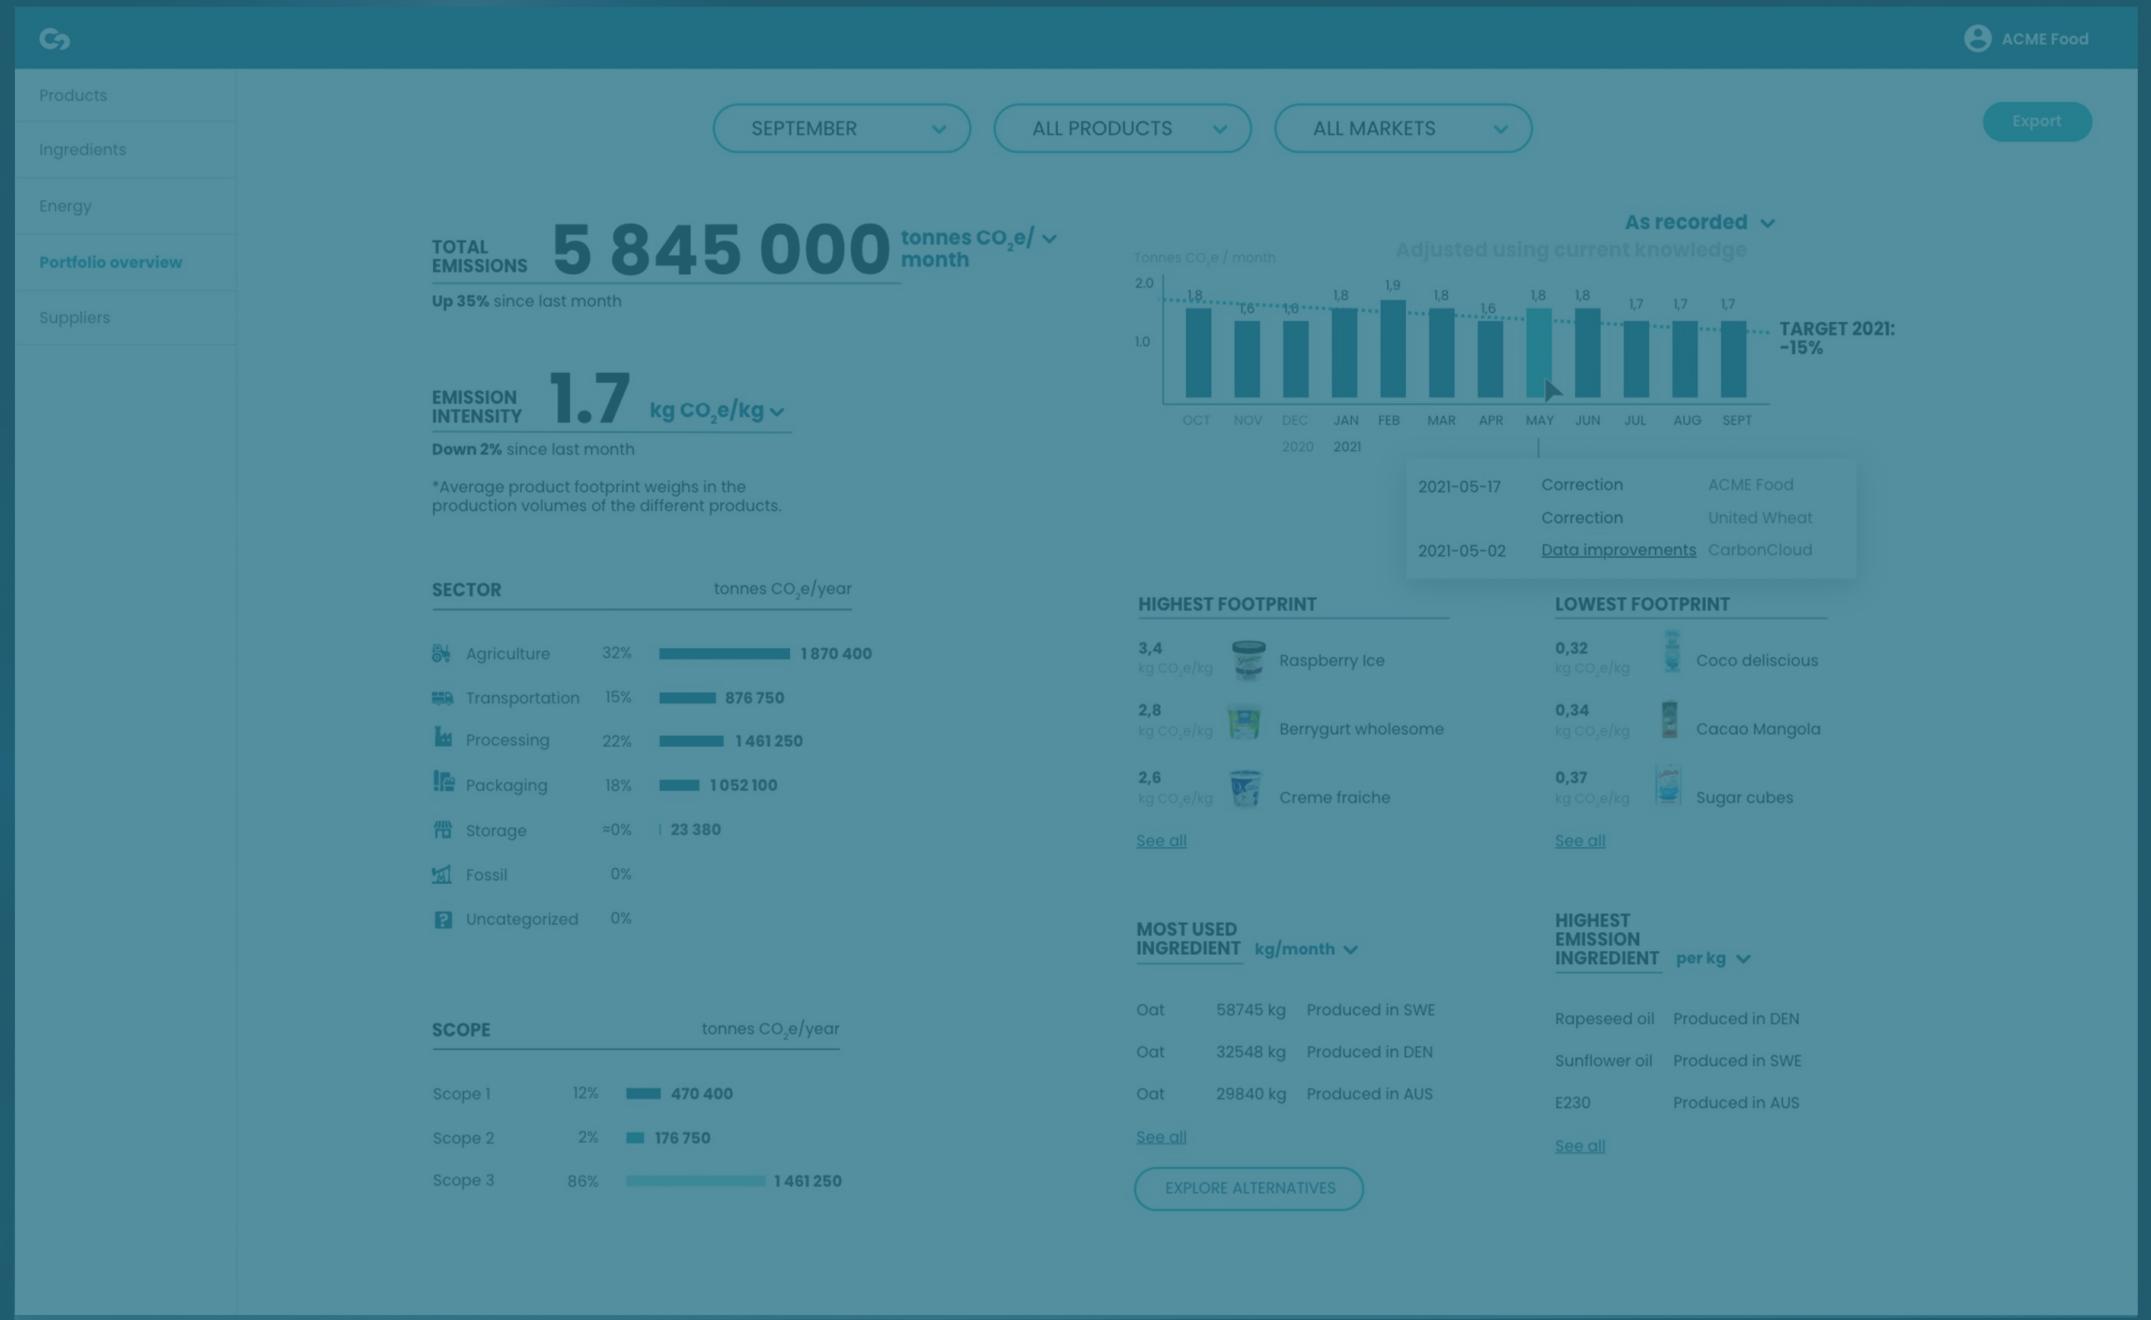 ACME Food
Products
Ingredients
Energy
Portfolio overview
Suppliers
SEPTEMBER
ALL PRODUCTS
ALL MARKETS
Export
TOTAL EMISSIONS 5 845 000 tonnes CO2e/ month
Up 35% since last month
EMISSION INTENSITY 1.7 kg CO2e/kg
Down 2% since last month
*Average product footprint weighs in the
production volumes of the different products.
As recorded
Adjusted using current knowledge
Tonnes CO2e / month
2.0
1.0
1,8 1,6 1,6 1,8 1,9 1,8 1,6 1,8 1,8 1,7 1,7 1,7
TARGET 2021:
-15%
OCT NOV DEC JAN FEB MAR APR MAY JUN JUL AUG SEPT
2020 2021
2021-05-17 Correction ACME Food
Correction United Wheat
2021-05-02 Data improvements CarbonCloud
SECTOR tonnes CO2e/year
Agriculture 32% 1 870 400
Transportation 15% 876 750
Processing 22% 1 461 250
Packaging 18% 1 052 100
Storage ≈0% 23 380
Fossil 0%
Uncategorized 0%
SCOPE tonnes CO2e/year
Scope 1 12% 470 400
Scope 2 2% 176 750
Scope 3 86% 1 461 250
HIGHEST FOOTPRINT
3,4 kg CO2e/kg Raspberry Ice
2,8 kg CO2e/kg Berrygurt wholesome
2,6 kg CO2e/kg Creme fraiche
See all
LOWEST FOOTPRINT
0,32 kg CO2e/kg Coco deliscious
0,34 kg CO2e/kg Cacao Mangola
0,37 kg CO2e/kg Sugar cubes
See all
MOST USED
INGREDIENT kg/month
Oat 58745 kg Produced in SWE
Oat 32548 kg Produced in DEN
Oat 29840 kg Produced in AUS
See all
EXPLORE ALTERNATIVES
HIGHEST
EMISSION
INGREDIENT per kg
Rapeseed oil Produced in DEN
Sunflower oil Produced in SWE
E230 Produced in AUS
See all